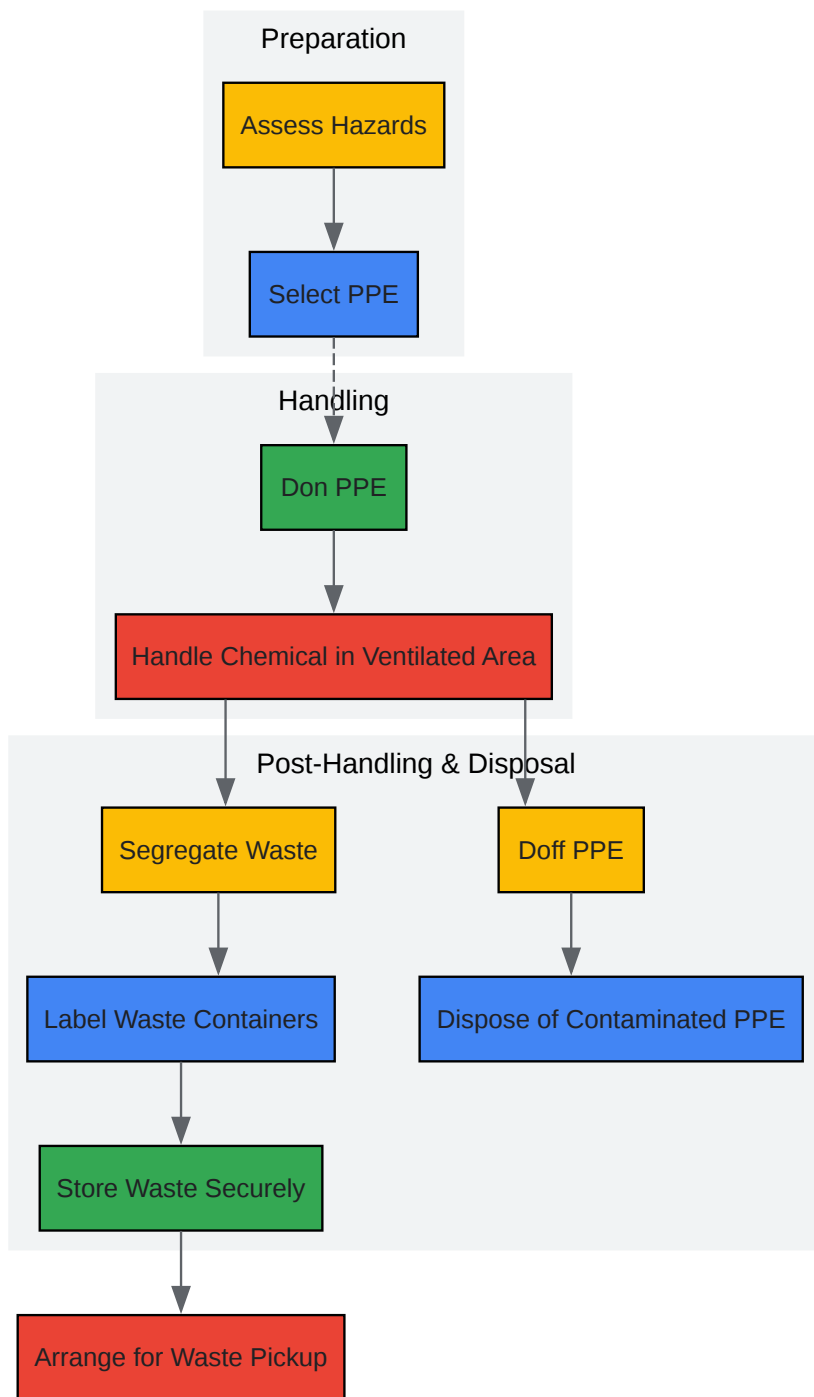 Preparation
Assess Hazards
Select PPE
Handling
Don PPE
Handle Chemical in Ventilated Area
Post-Handling & Disposal
Segregate Waste
Doff PPE
Label Waste Containers
Dispose of Contaminated PPE
Store Waste Securely
Arrange for Waste Pickup